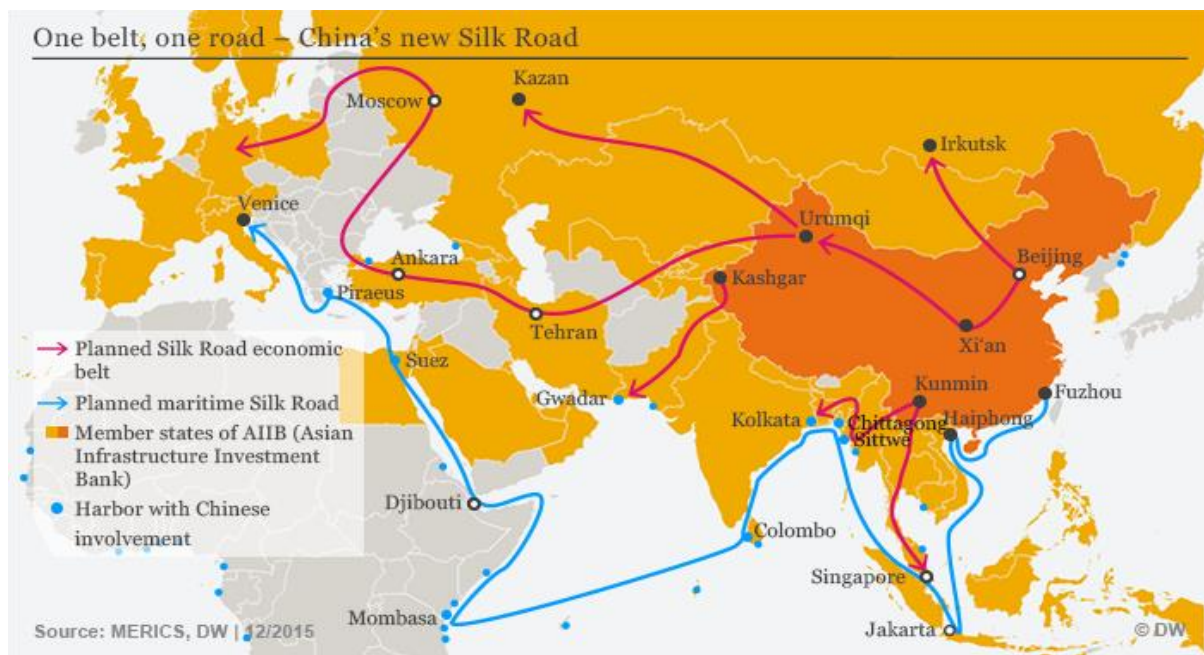 One belt, one road – China's new Silk Road
Kazan
Moscow
Irkutsk
Venice
Urumqi
Ankara
Kashgar
Beijing
Piraeus
Tehran
Xi'an
Planned Silk Road economic
belt
Suez
Kunmin
Fuzhou
Planned maritime Silk Road
Gwadar
Kolkata
Chittagong
Haiphong
Sittwe
Member states of AIIB (Asian
Infrastructure Investment
Bank)
Harbor with Chinese
involvement
Djibouti
Colombo
Singapore
Mombasa
Jakarta
Source: MERICS, DW | 12/2015
© DW